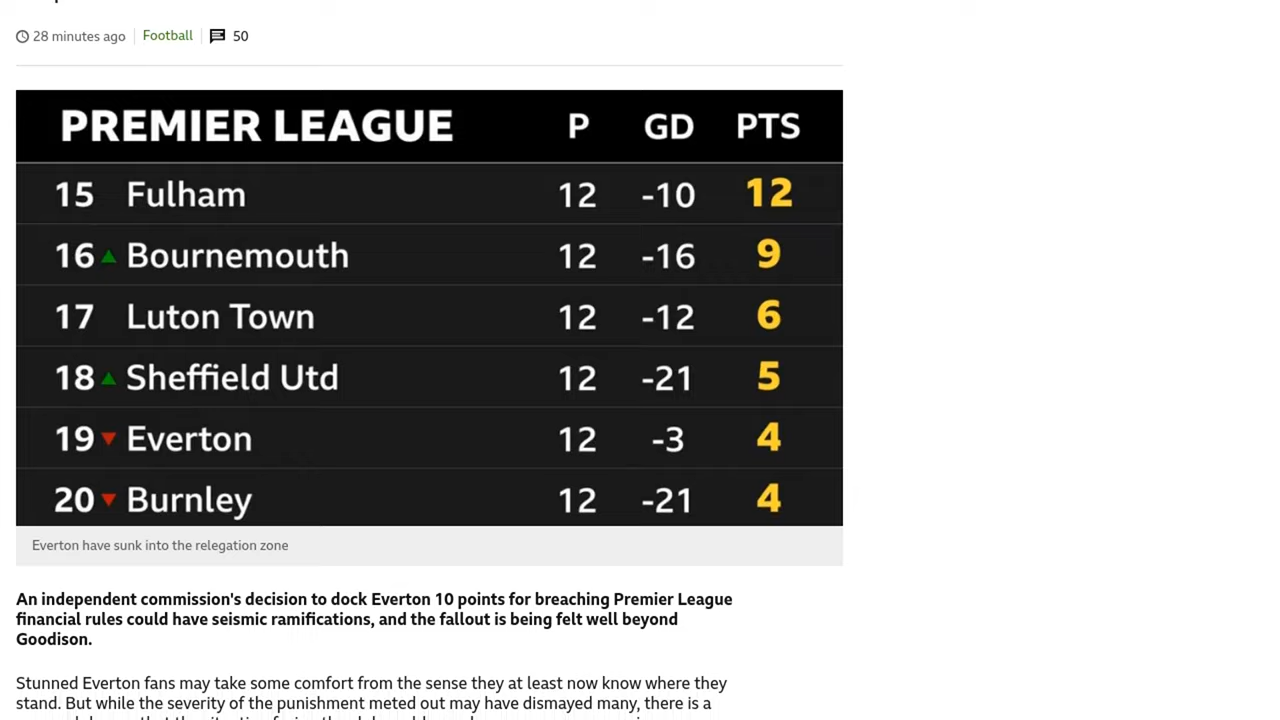 28 minutes ago Football 50
PREMIER LEAGUE P GD PTS
15 Fulham 12 -10 12
16 Bournemouth 12 -16 9
17 Luton Town 12 -12 6
18 Sheffield Utd 12 -21 5
19 Everton 12 -3 4
20 Burnley 12 -21 4
Everton have sunk into the relegation zone
An independent commission's decision to dock Everton 10 points for breaching Premier League
financial rules could have seismic ramifications, and the fallout is being felt well beyond
Goodison.
Stunned Everton fans may take some comfort from the sense they at least now know where they
stand. But while the severity of the punishment meted out may have dismayed many, there is a